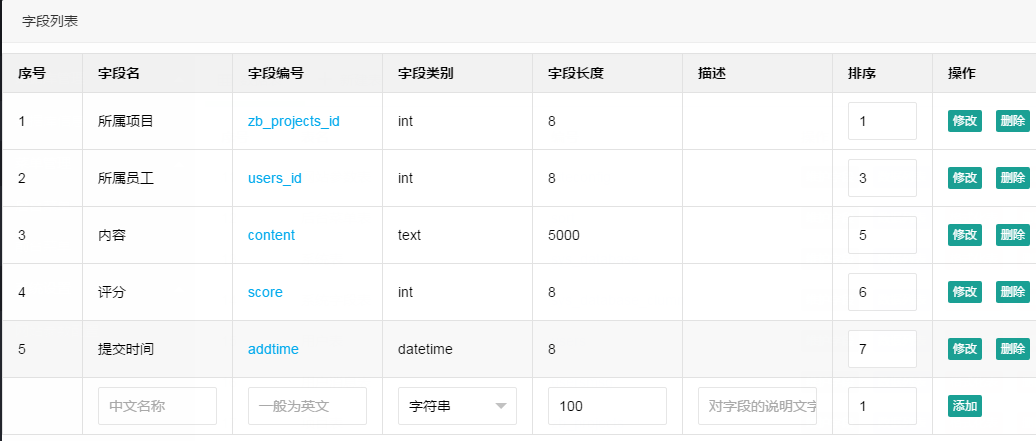 字段列表
序号 字段名 字段编号 字段类别 字段长度 描述 排序 操作
1 所属项目 zb_projects_id int 8 1 修改 删除
2 所属员工 users_id int 8 3 修改 删除
3 内容 content text 5000 5 修改 删除
4 评分 score int 8 6 修改 删除
5 提交时间 addtime datetime 8 7 修改 删除
中文名称 一般为英文 字符串 100 对字段的说明文字 1 添加